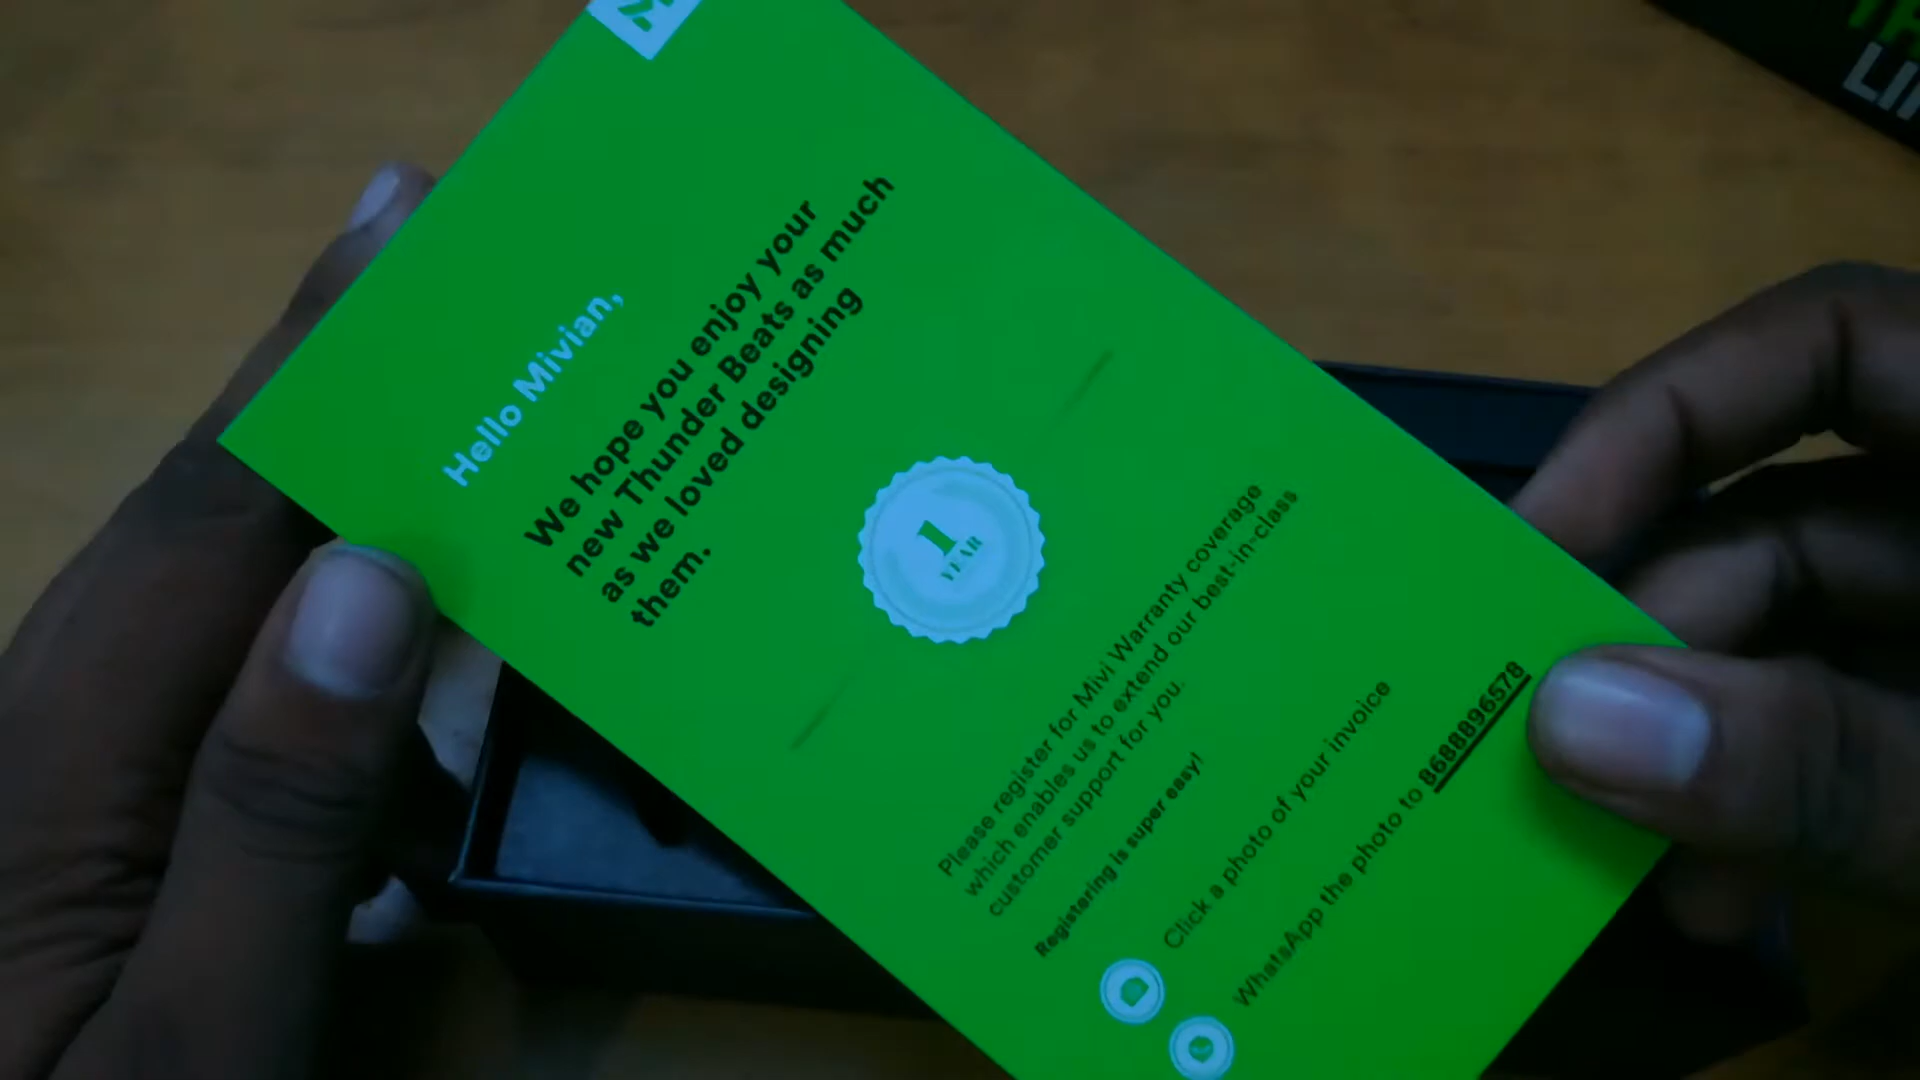 Hello Mivian,
We hope you enjoy your
new Thunder Beats as much
as we loved designing
them.
1
YEAR
Please register for Mivi Warranty coverage
which enables us to extend our best-in-class
customer support for you.
Registering is super easy!
Click a photo of your invoice
WhatsApp the photo to 8688896578